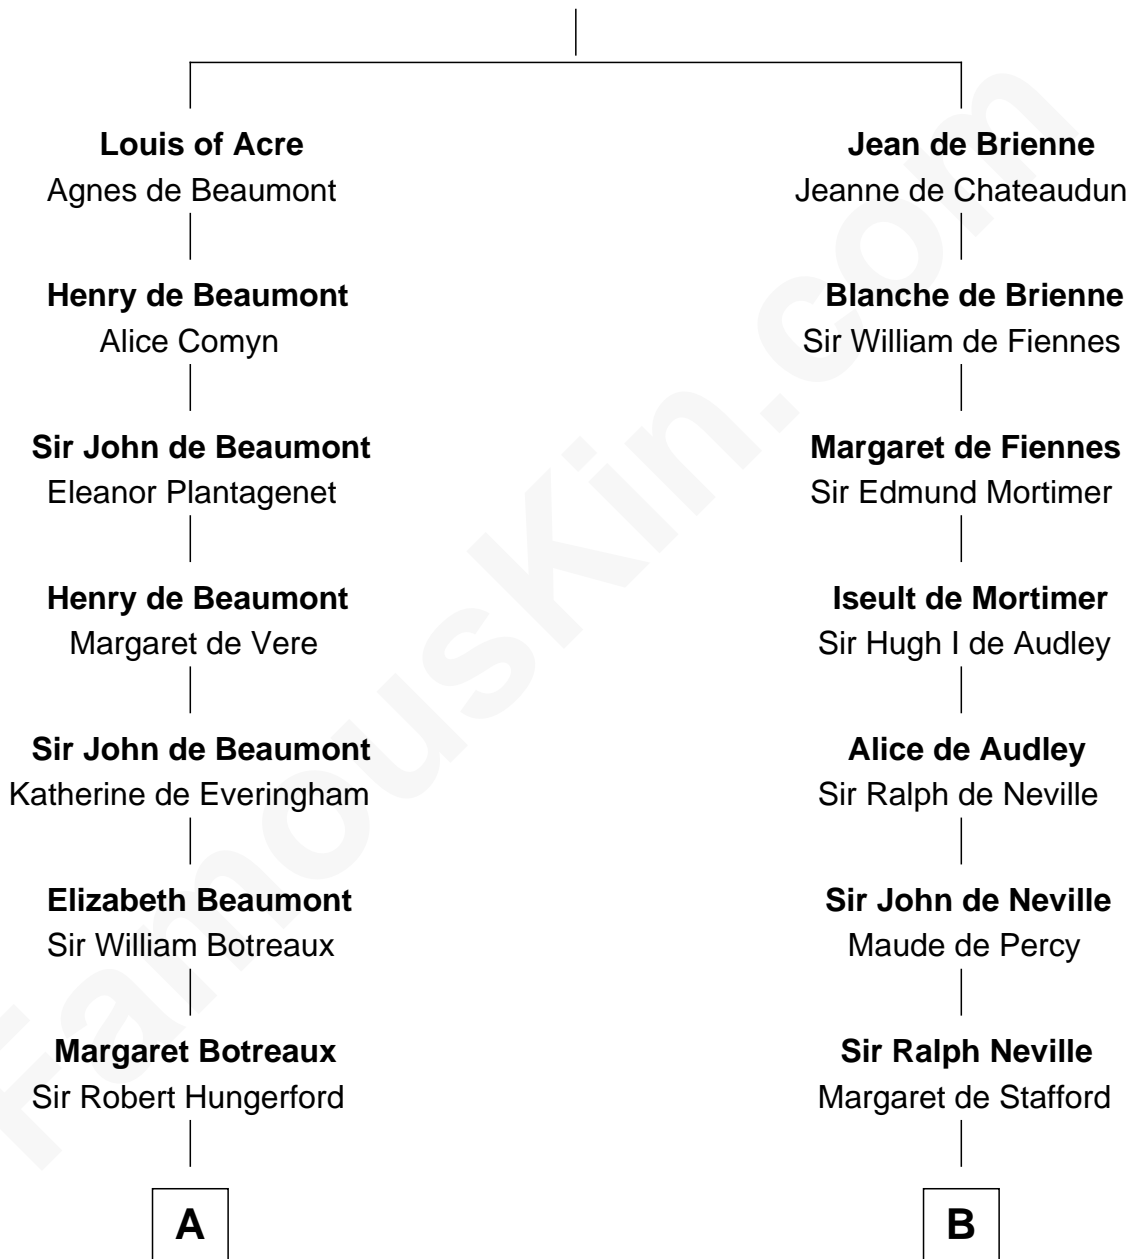 Louis of Acre
Agnes de Beaumont
Henry de Beaumont
Alice Comyn
Sir John de Beaumont
Eleanor Plantagenet
Henry de Beaumont
Margaret de Vere
Sir John de Beaumont
Katherine de Everingham
Elizabeth Beaumont
Sir William Botreaux
Margaret Botreaux
Sir Robert Hungerford
A
Jean de Brienne
Jeanne de Chateaudun
Blanche de Brienne
Sir William de Fiennes
Margaret de Fiennes
Sir Edmund Mortimer
Iseult de Mortimer
Sir Hugh I de Audley
Alice de Audley
Sir Ralph de Neville
Sir John de Neville
Maude de Percy
Sir Ralph Neville
Margaret de Stafford
B
FamousKin.com